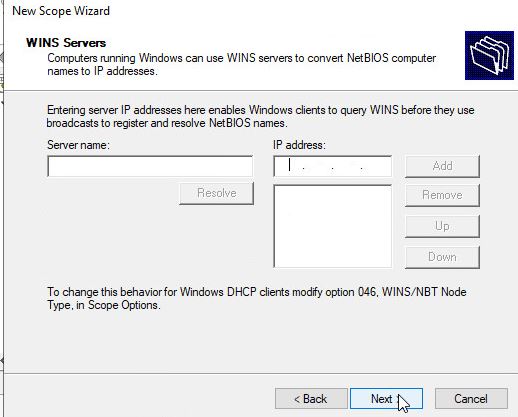 New Scope Wizard
WINS Servers
Computers running Windows can use WINS servers to convert NetBIOS computer
names to IP addresses.
Entering server IP addresses here enables Windows clients to query WINS before they use
broadcasts to register and resolve NetBIOS names.
Server name:
IP address:
Add
Resolve
Remove
Up
Down
To change this behavior for Windows DHCP clients modify option 046, WINS/NBT Node
Type, in Scope Options.
< Back
Next >
Cancel